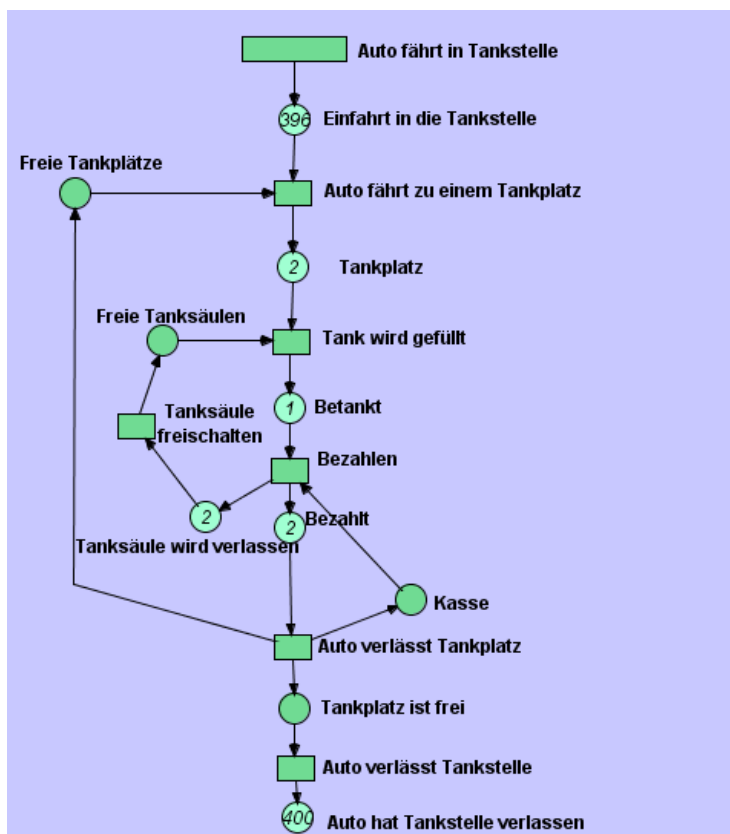 Auto fährt in Tankstelle
396 Einfahrt in die Tankstelle
Freie Tankplätze
Auto fährt zu einem Tankplatz
2 Tankplatz
Freie Tanksäulen
Tank wird gefüllt
1 Betankt
Tanksäule
freischalten
Bezahlen
2
2 Bezahlt
Tanksäule wird verlassen
Kasse
Auto verlässt Tankplatz
Tankplatz ist frei
Auto verlässt Tankstelle
400 Auto hat Tankstelle verlassen